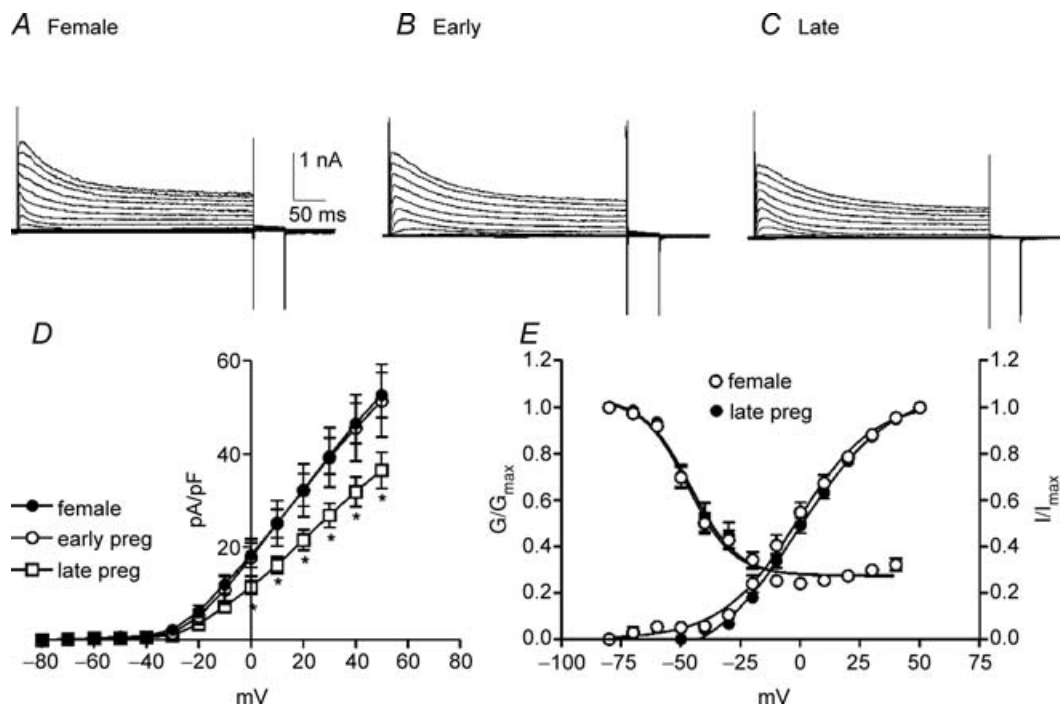 A Female
B Early
C Late
1 nA
50 ms
D
60
40
20
pA/pF
female
early preg
late preg
* * * * * *
−80 −60 −40 −20 0 20 40 60 80
mV
E
1.2
1.0
0.8
0.6
0.4
0.2
0.0
G/Gmax
female
late preg
1.2
1.0
0.8
0.6
0.4
0.2
0.0
I/Imax
−100 −75 −50 −25 0 25 50 75
mV